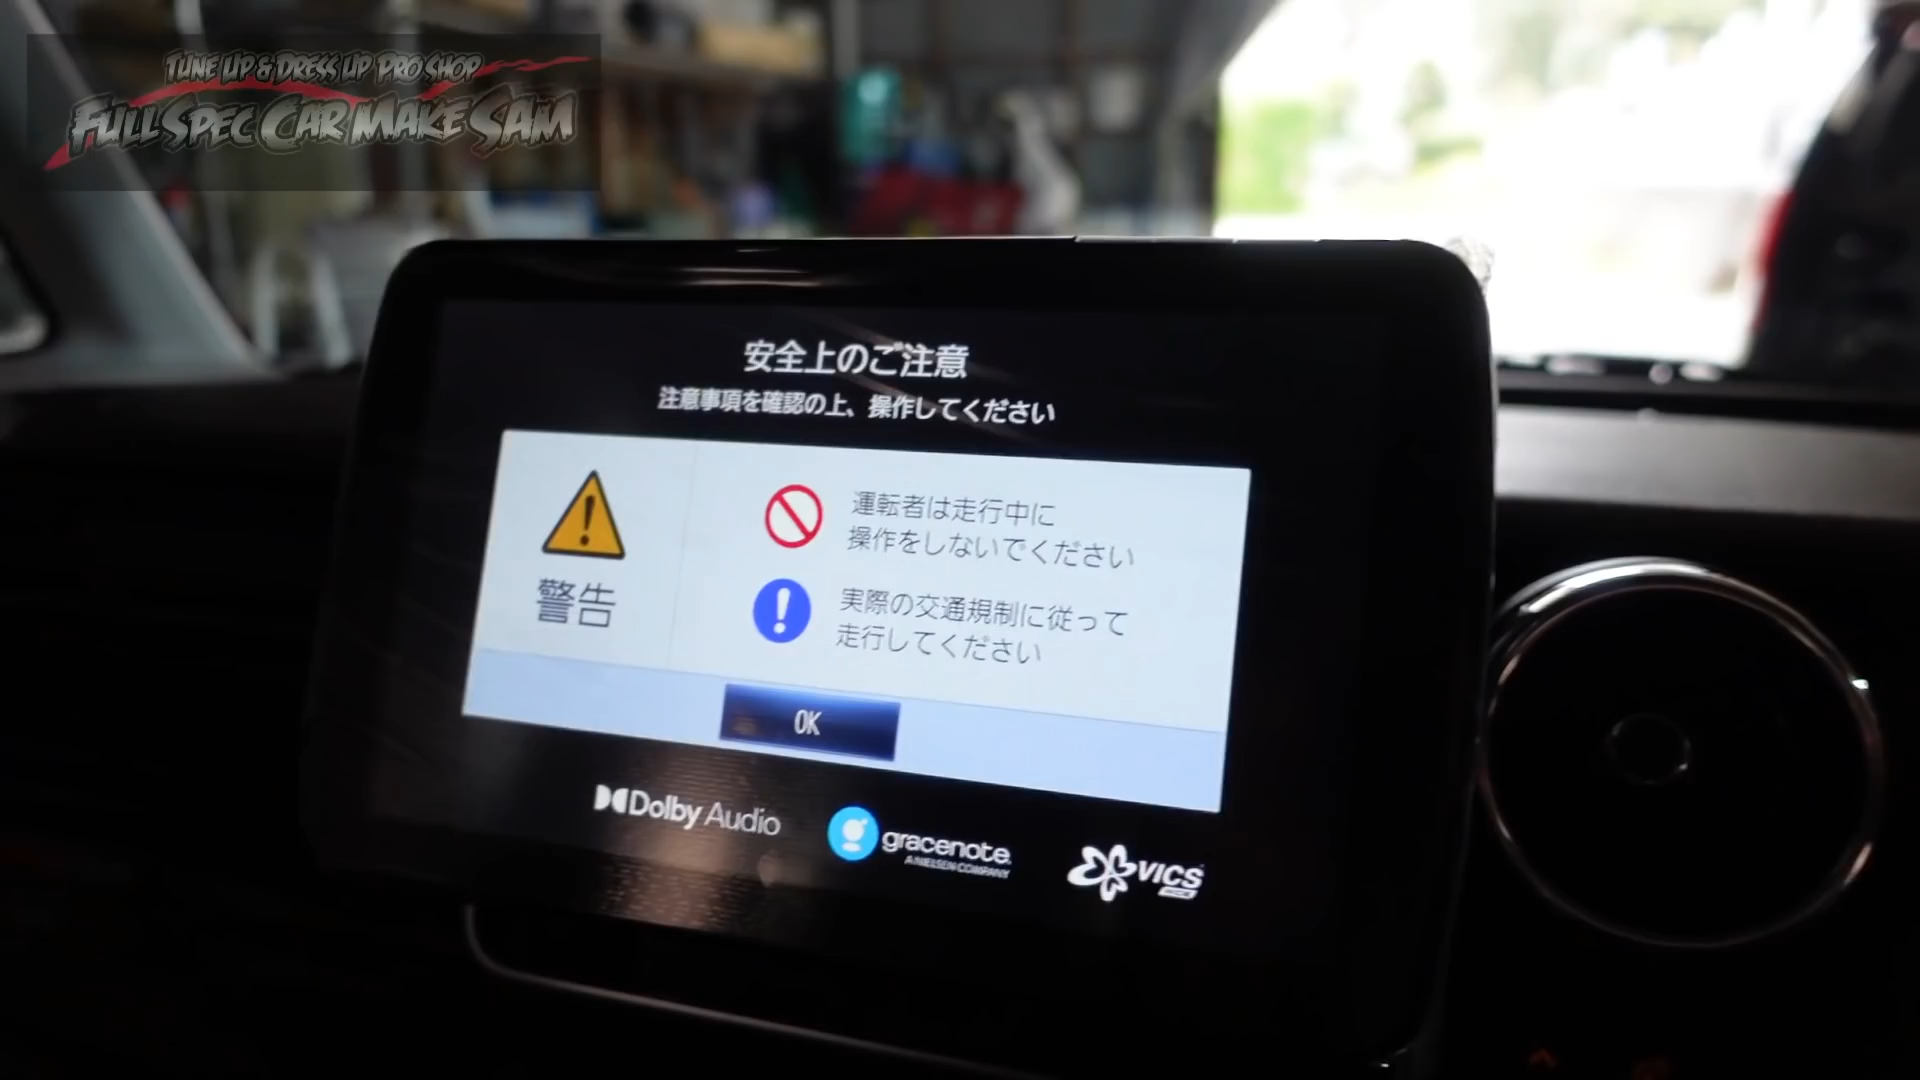 TUNE UP & DRESS UP PRO SHOP
FULL SPEC CAR MAKE SAM
安全上のご注意
注意事項を確認の上、操作してください
警告
運転者は走行中に
操作をしないでください
実際の交通規制に従って
走行してください
OK
Dolby Audio
gracenote.
A NIELSEN COMPANY
VICS